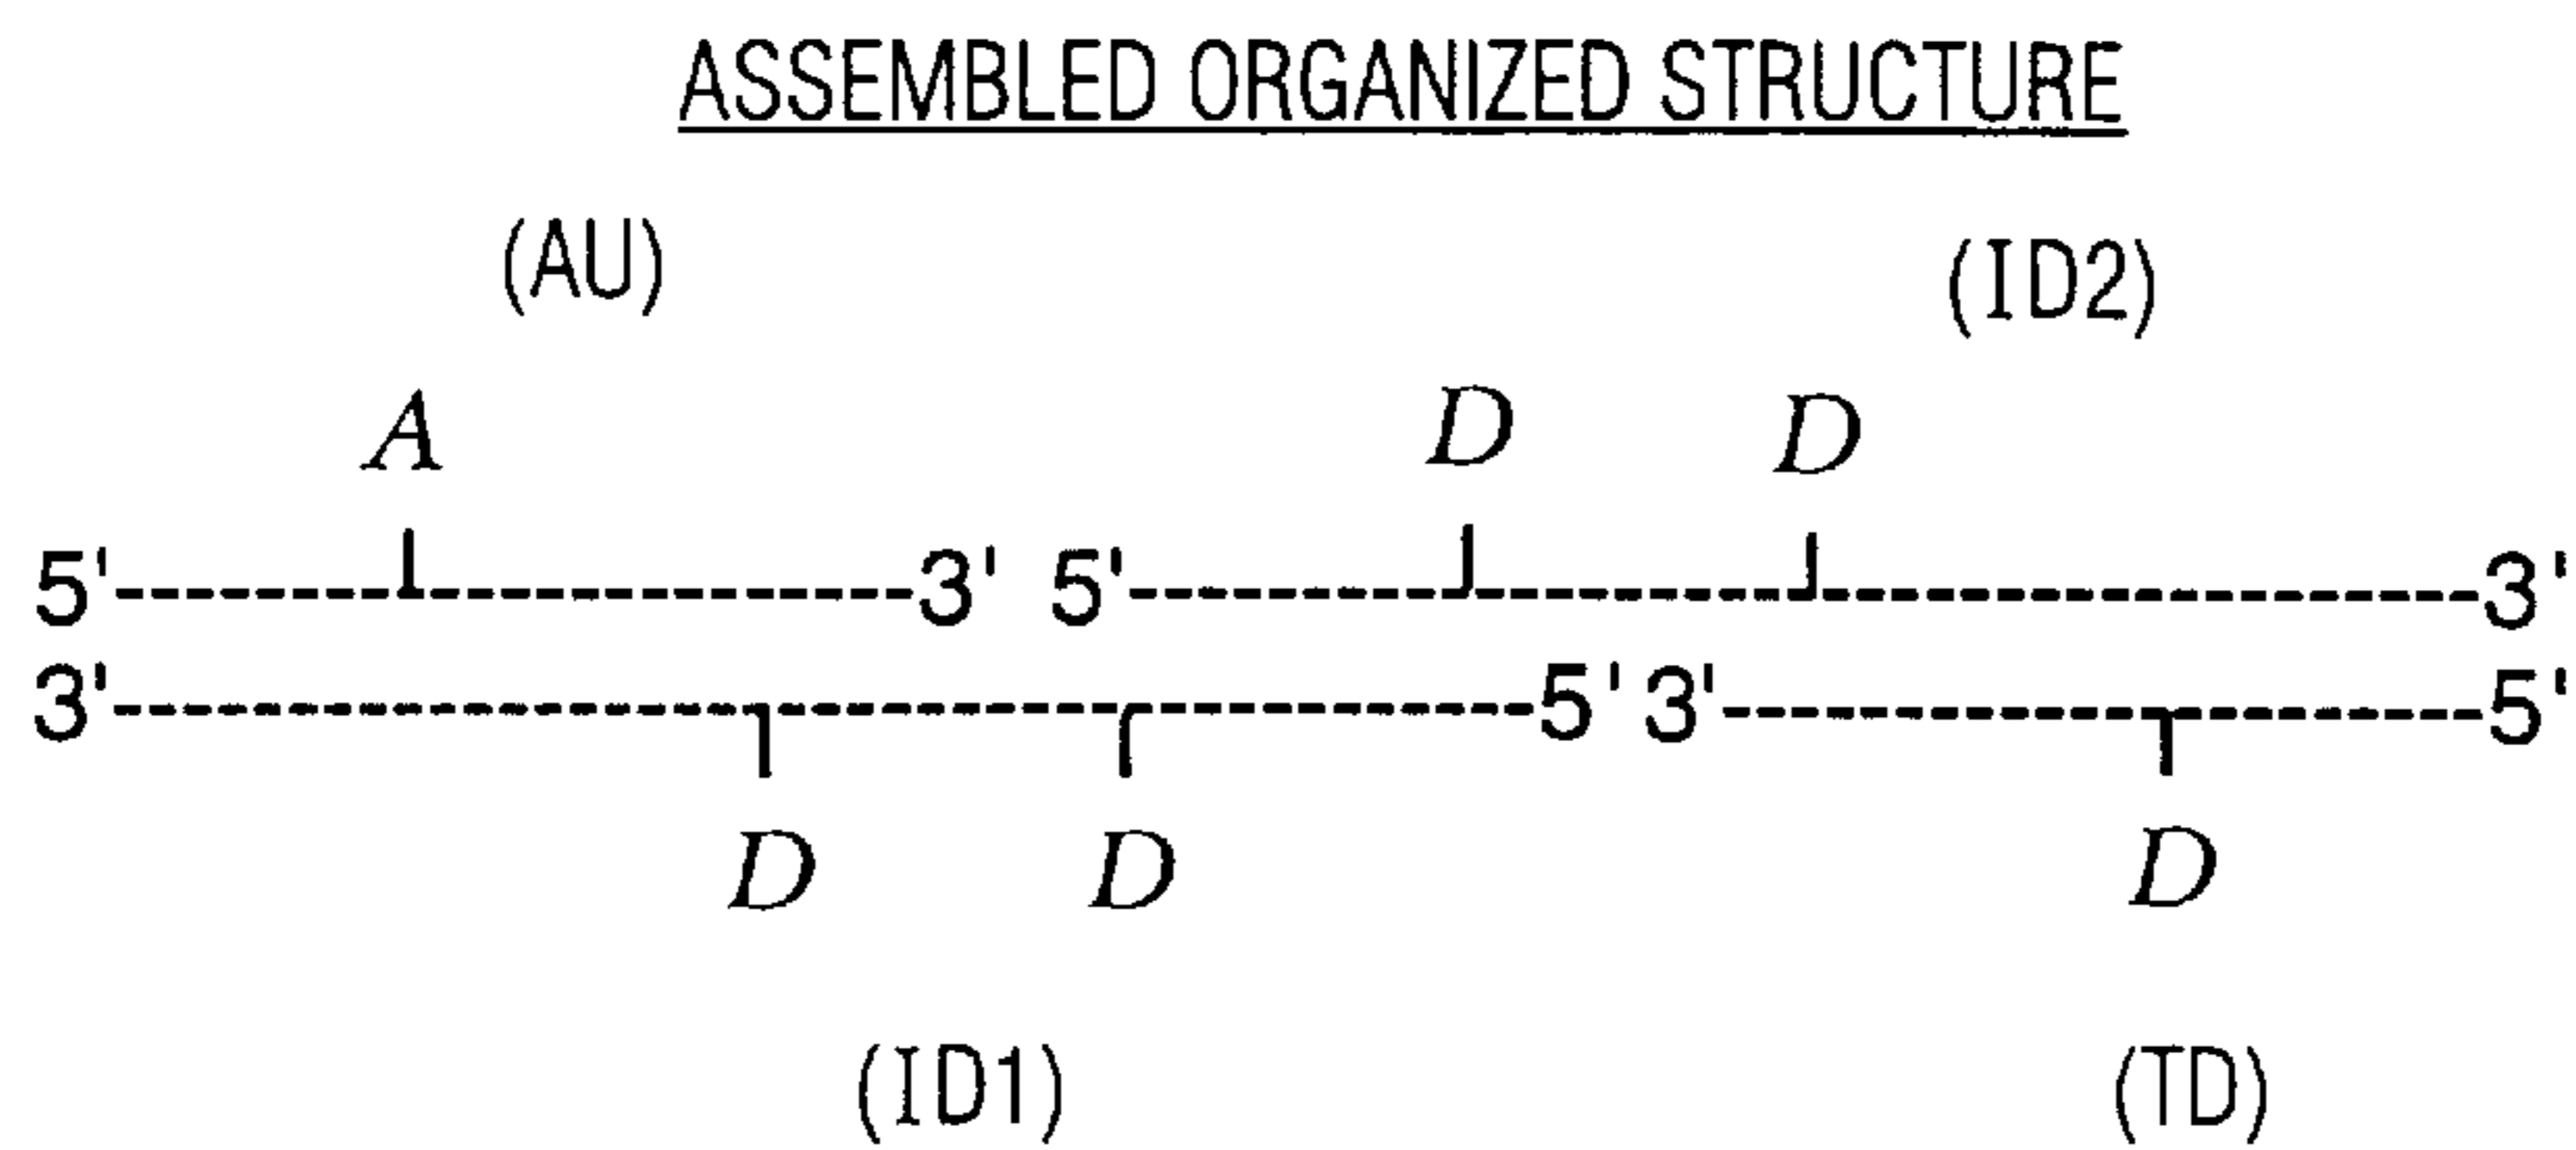 ASSEMBLED ORGANIZED STRUCTURE
(AU) (ID2)
A D D
5' 3' 5' 3'
3' 5' 3' 5'
D D D
(ID1) (TD)